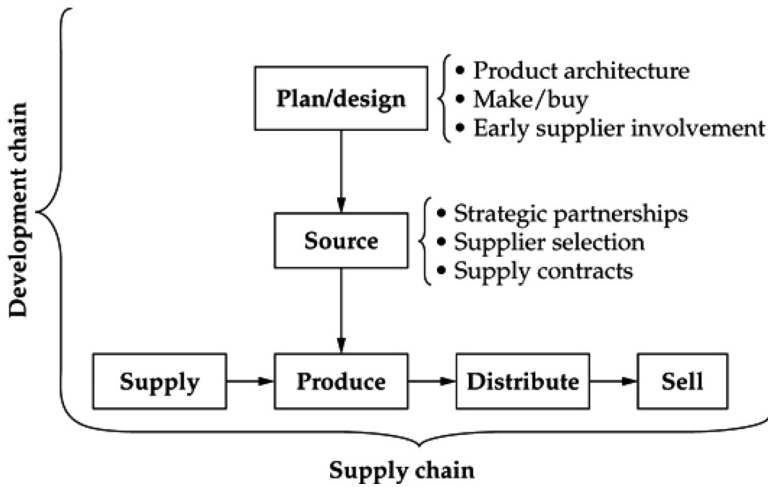 Development chain
Plan/design
• Product architecture
• Make/buy
• Early supplier involvement
Source
• Strategic partnerships
• Supplier selection
• Supply contracts
Supply
Produce
Distribute
Sell
Supply chain